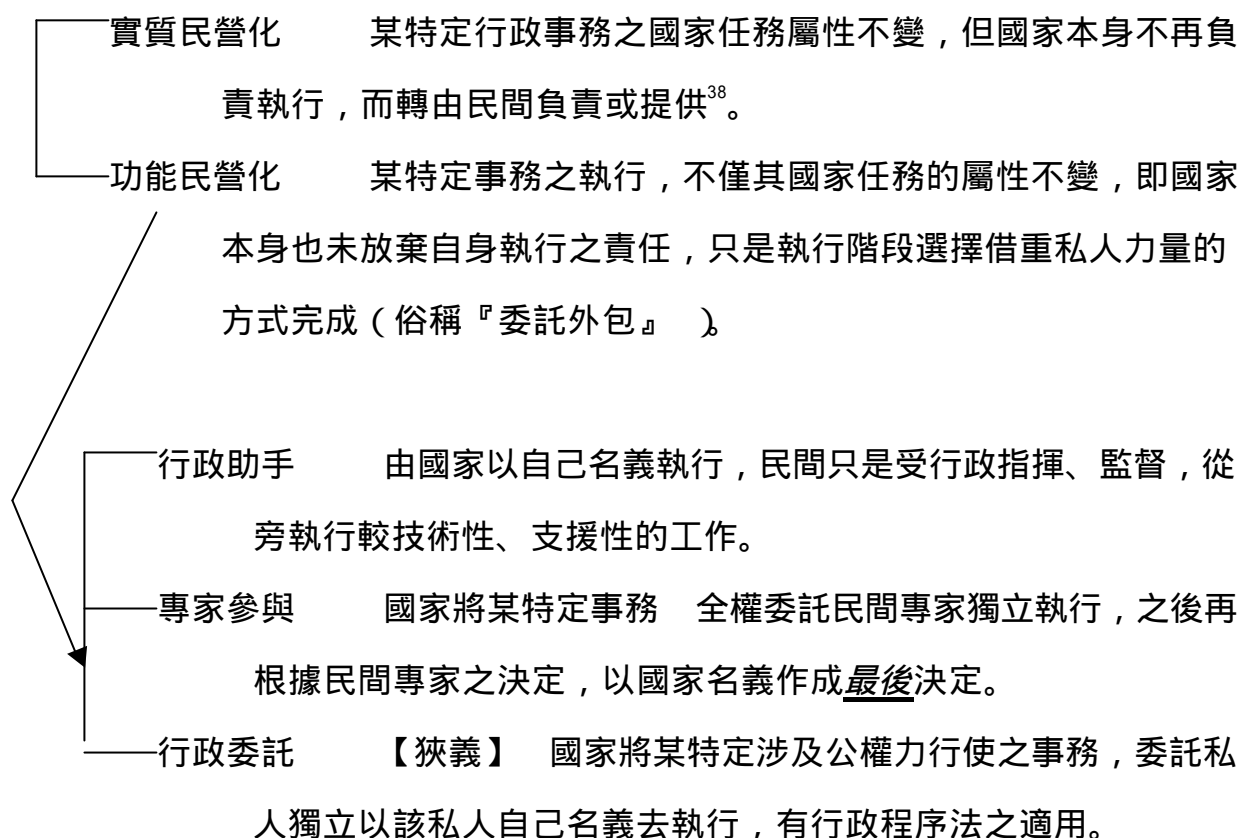 實質民營化 某特定行政事務之國家任務屬性不變，但國家本身不再負
責執行，而轉由民間負責或提供38。
功能民營化 某特定事務之執行，不僅其國家任務的屬性不變，即國家
本身也未放棄自身執行之責任，只是執行階段選擇借重私人力量的
方式完成（俗稱『委託外包』）。
行政助手 由國家以自己名義執行，民間只是受行政指揮、監督，從
旁執行較技術性、支援性的工作。
專家參與 國家將某特定事務 全權委託民間專家獨立執行，之後再
根據民間專家之決定，以國家名義作成最後決定。
行政委託 【狹義】 國家將某特定涉及公權力行使之事務，委託私
人獨立以該私人自己名義去執行，有行政程序法之適用。